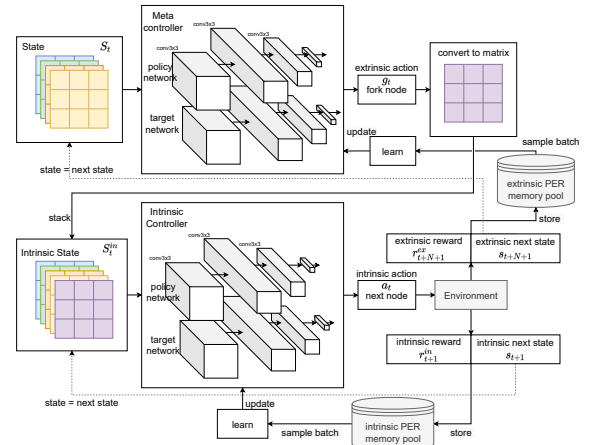 State
S_t
Meta
controller
conv3x3
conv3x3
conv3x3
policy
network
target
network
extrinsic action
g_t
fork node
convert to matrix
update
learn
sample batch
extrinsic PER
memory pool
state = next state
stack
store
Intrinsic State
S_t^{in}
Intrinsic
Controller
conv3x3
conv3x3
conv3x3
policy
network
target
network
intrinsic action
a_t
next node
Environment
extrinsic reward
r_{t+N+1}^{ex}
extrinsic next state
s_{t+N+1}
intrinsic reward
r_{t+1}^{in}
intrinsic next state
s_{t+1}
state = next state
update
learn
sample batch
intrinsic PER
memory pool
store